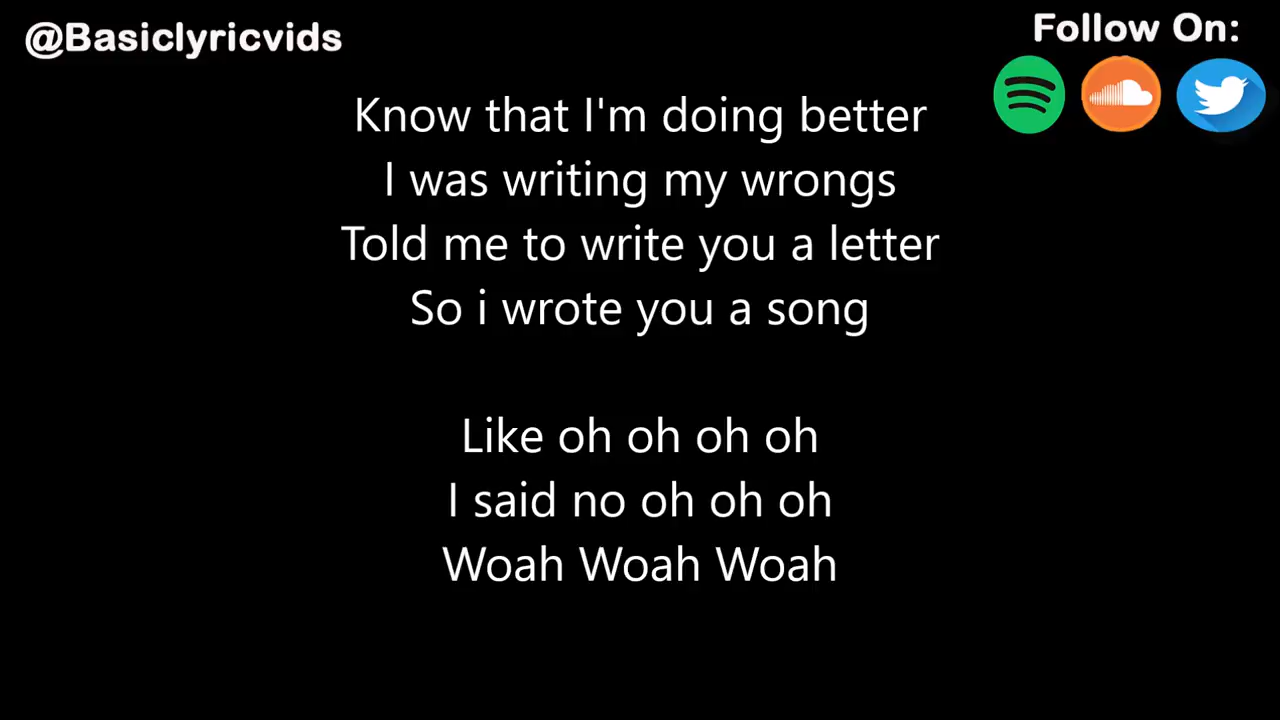 @Basiclyricvids
Follow On:
Know that I'm doing better
I was writing my wrongs
Told me to write you a letter
So i wrote you a song
Like oh oh oh oh
I said no oh oh oh
Woah Woah Woah